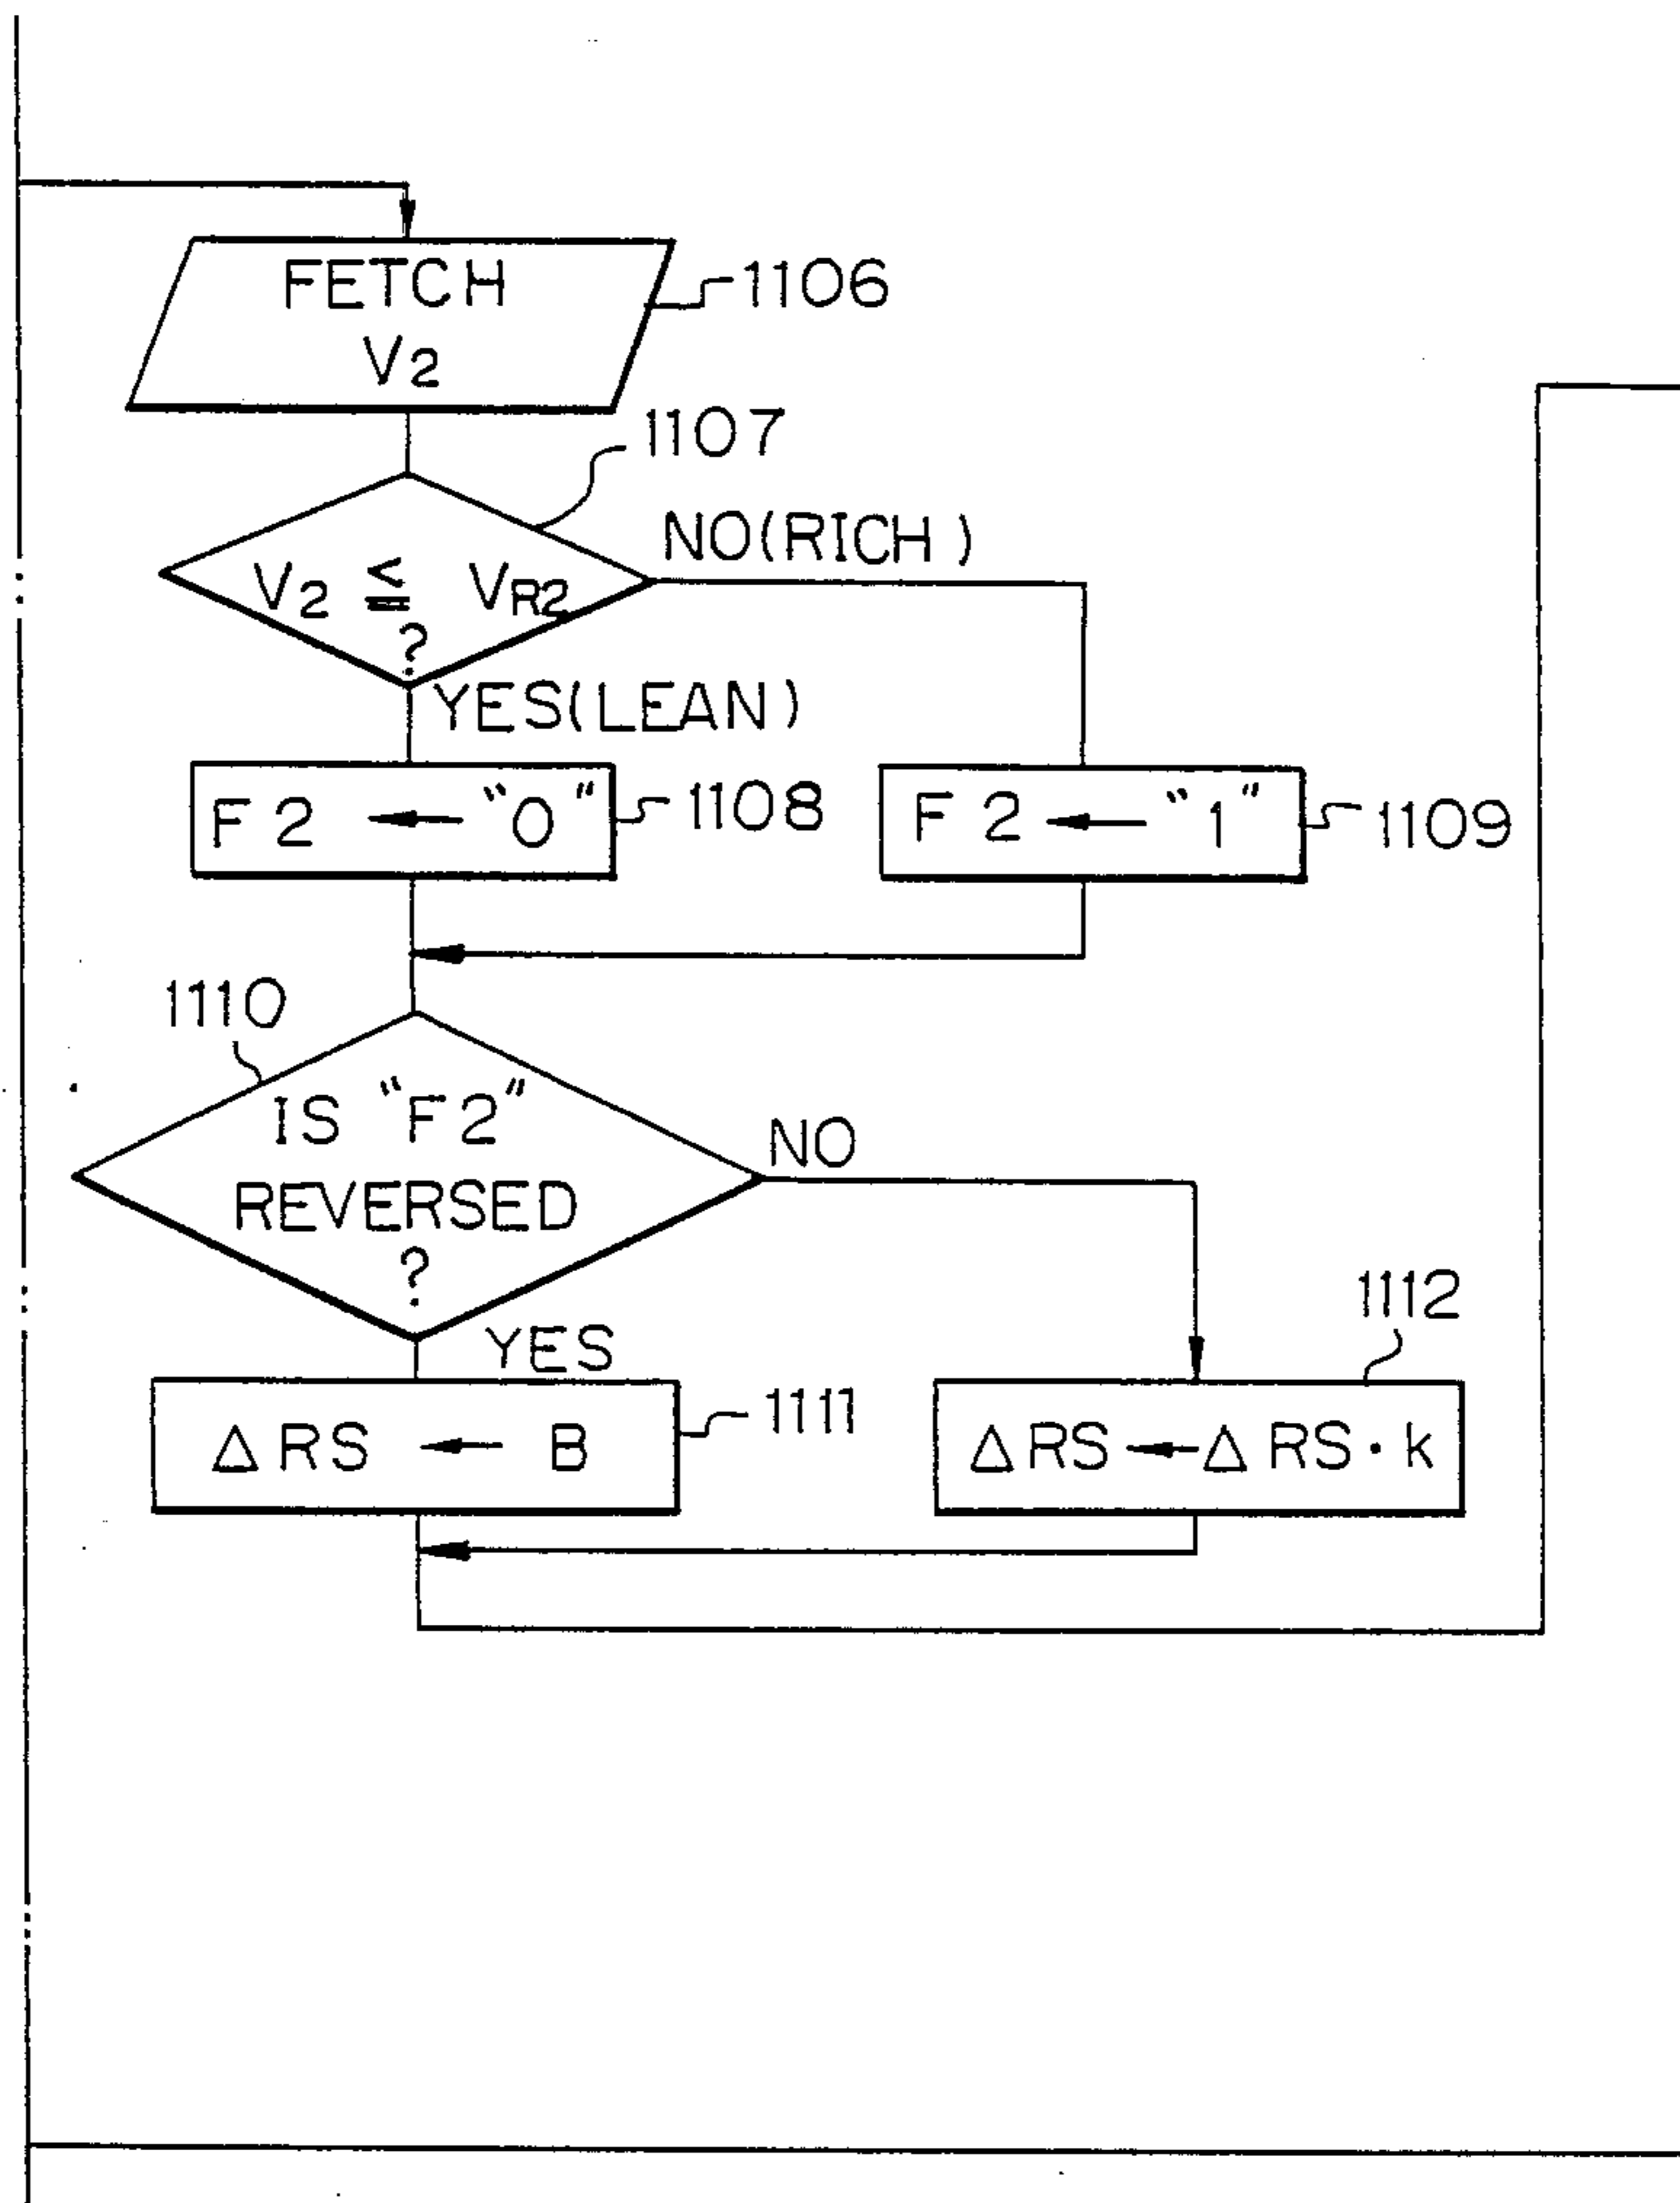 FETCH
V2
1106
1107
V2 ≦ VR2
?
NO(RICH)
YES(LEAN)
F2 ← "0"
1108
F2 ← "1"
1109
1110
IS "F2"
REVERSED
?
NO
YES
ΔRS ← B
1111
1112
ΔRS ← ΔRS·k